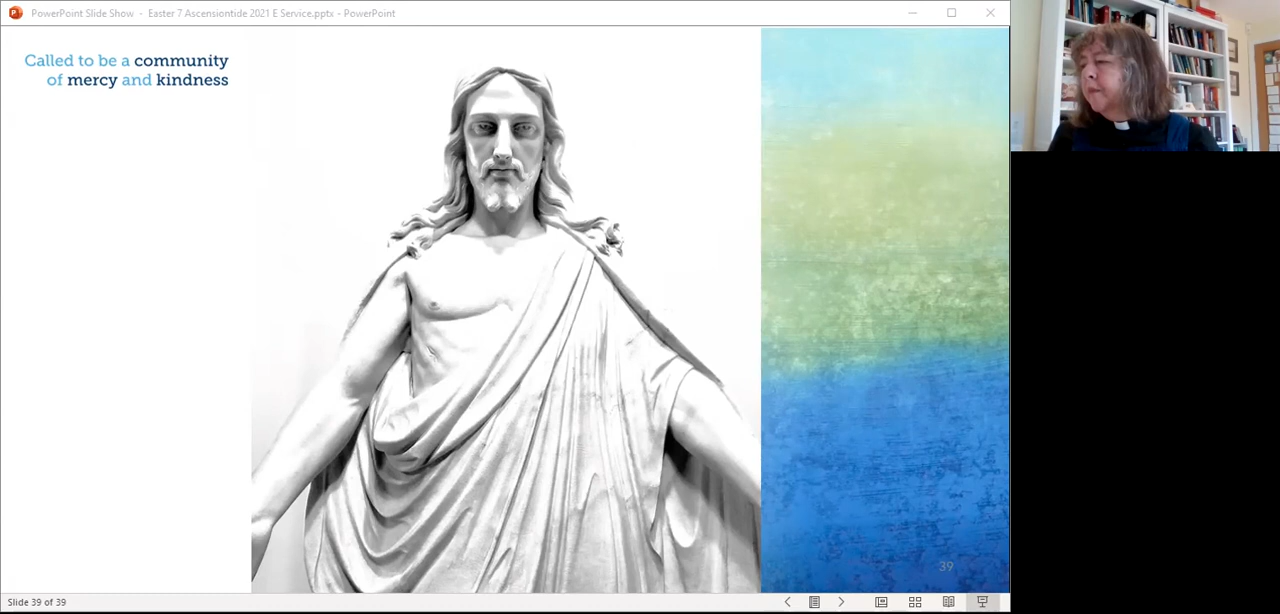 PowerPoint Slide Show - Easter 7 Ascensiontide 2021 E Service.pptx - PowerPoint
Called to be a community
of mercy and kindness
39
Slide 39 of 39